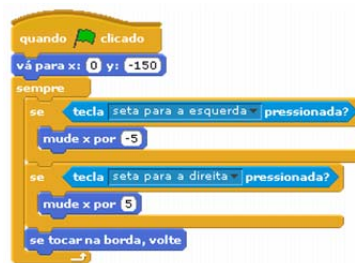 quando clicado
vá para x: 0 y: -150
sempre
se tecla seta para a esquerda pressionada?
mude x por -5
se tecla seta para a direita pressionada?
mude x por 5
se tocar na borda, volte